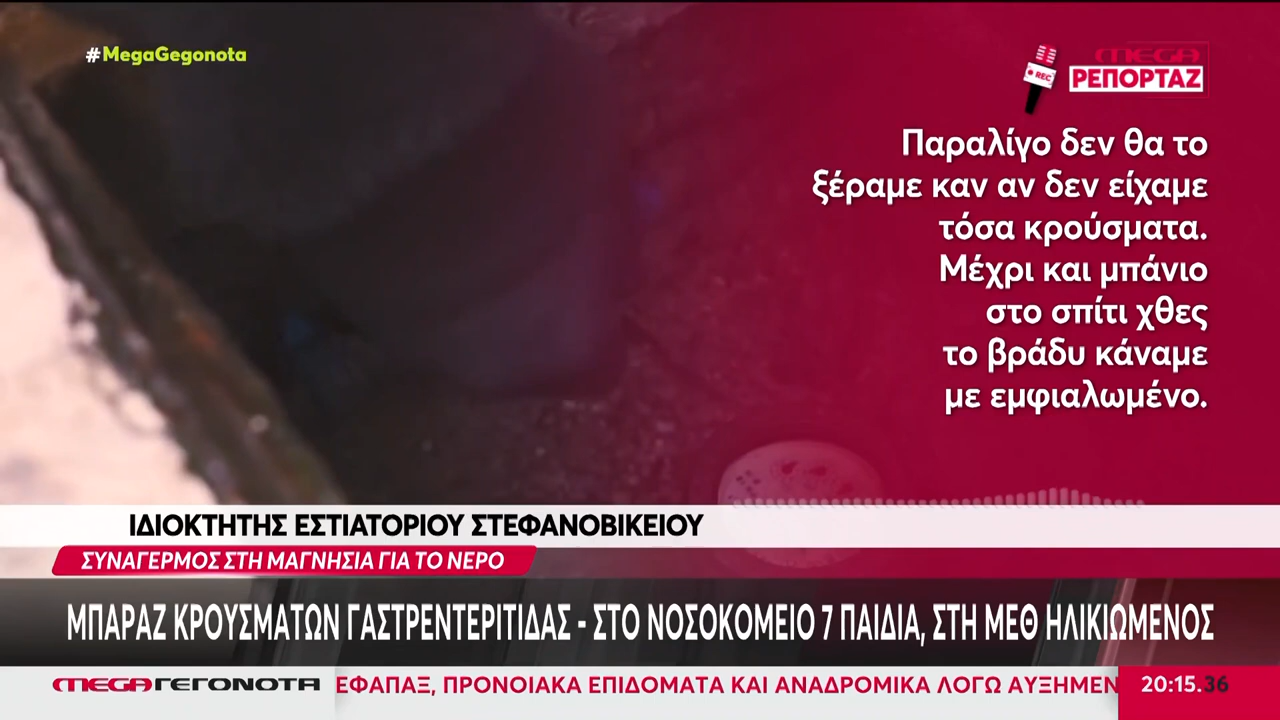 #MegaGegonota
MEGA
REC
ΡΕΠΟΡΤΑΖ
Παραλίγο δεν θα το
ξέραμε καν αν δεν είχαμε
τόσα κρούσματα.
Μέχρι και μπάνιο
στο σπίτι χθες
το βράδυ κάναμε
με εμφιαλωμένο.
ΙΔΙΟΚΤΗΤΗΣ ΕΣΤΙΑΤΟΡΙΟΥ ΣΤΕΦΑΝΟΒΙΚΕΙΟΥ
ΣΥΝΑΓΕΡΜΟΣ ΣΤΗ ΜΑΓΝΗΣΙΑ ΓΙΑ ΤΟ ΝΕΡΟ
ΜΠΑΡΑΖ ΚΡΟΥΣΜΑΤΩΝ ΓΑΣΤΡΕΝΤΕΡΙΤΙΔΑΣ - ΣΤΟ ΝΟΣΟΚΟΜΕΙΟ 7 ΠΑΙΔΙΑ, ΣΤΗ ΜΕΘ ΗΛΙΚΙΩΜΕΝΟΣ
MEGA ΓΕΓΟΝΟΤΑ ΕΦΑΠΑΞ, ΠΡΟΝΟΙΑΚΑ ΕΠΙΔΟΜΑΤΑ ΚΑΙ ΑΝΑΔΡΟΜΙΚΑ ΛΟΓΩ ΑΥΞΗΜΕΝ 20:15.36